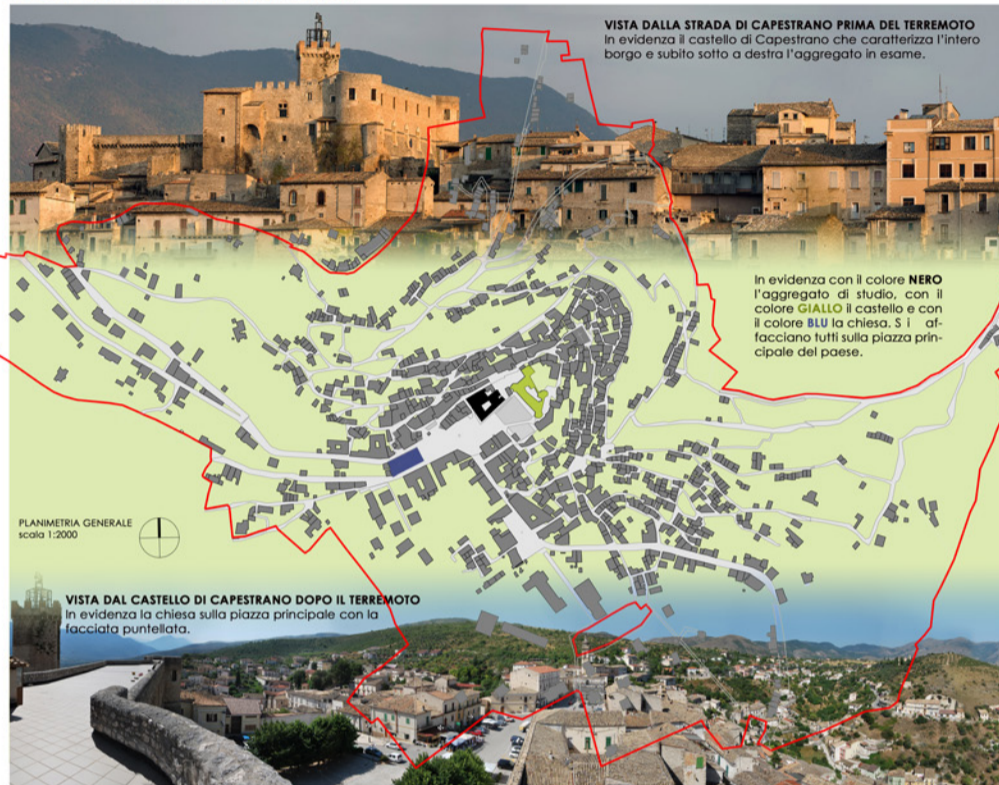 VISTA DALLA STRADA DI CAPESTRANO PRIMA DEL TERREMOTO
In evidenza il castello di Capestrano che caratterizza l'intero
borgo e subito sotto a destra l'aggregato in esame.
In evidenza con il colore NERO
l'aggregato di studio, con il
colore GIALLO il castello e con
il colore BLU la chiesa. S i af-
facciano tutti sulla piazza prin-
cipale del paese.
PLANIMETRIA GENERALE
scala 1:2000
VISTA DAL CASTELLO DI CAPESTRANO DOPO IL TERREMOTO
In evidenza la chiesa sulla piazza principale con la
facciata puntellata.